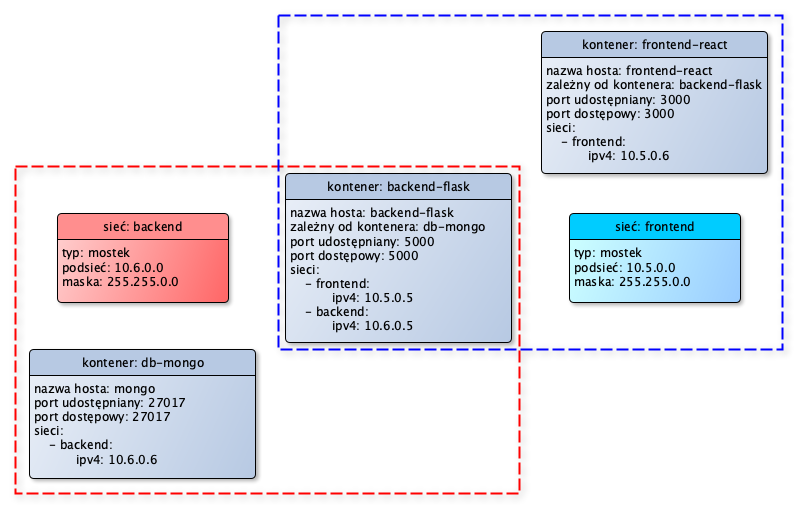 kontener: frontend-react
nazwa hosta: frontend-react
zależny od kontenera: backend-flask
port udostępniany: 3000
port dostępowy: 3000
sieci:
– frontend:
ipv4: 10.5.0.6
kontener: backend-flask
nazwa hosta: backend-flask
zależny od kontenera: db-mongo
port udostępniany: 5000
port dostępowy: 5000
sieci:
– frontend:
ipv4: 10.5.0.5
– backend:
ipv4: 10.6.0.5
sieć: backend
typ: mostek
podsieć: 10.6.0.0
maska: 255.255.0.0
sieć: frontend
typ: mostek
podsieć: 10.5.0.0
maska: 255.255.0.0
kontener: db-mongo
nazwa hosta: mongo
port udostępniany: 27017
port dostępowy: 27017
sieci:
– backend:
ipv4: 10.6.0.6